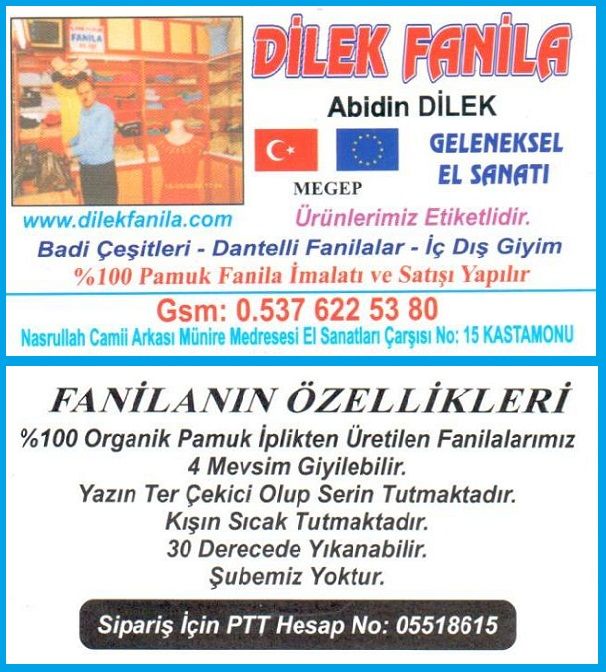 FANİLA
DİLEK FANİLA
Abidin DİLEK
MEGEP
GELENEKSEL
EL SANATI
www.dilekfanila.com
Ürünlerimiz Etiketlidir.
Badi Çeşitleri - Dantelli Fanilalar - İç Dış Giyim
%100 Pamuk Fanila İmalatı ve Satışı Yapılır
Gsm: 0.537 622 53 80
Nasrullah Camii Arkası Münire Medresesi El Sanatları Çarşısı No: 15 KASTAMONU
FANİLANIN ÖZELLİKLERİ
%100 Organik Pamuk İplikten Üretilen Fanilalarımız
4 Mevsim Giyilebilir.
Yazın Ter Çekici Olup Serin Tutmaktadır.
Kışın Sıcak Tutmaktadır.
30 Derecede Yıkanabilir.
Şubemiz Yoktur.
Sipariş İçin PTT Hesap No: 05518615